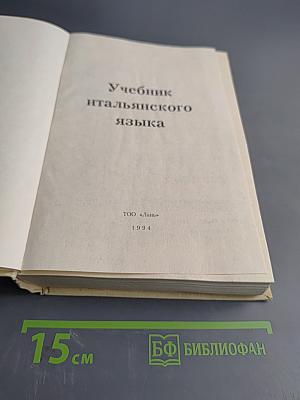 Учебник
итальянского
языка
ТОО «Лань»
1994
15 см
БФ БИБЛИОФАН